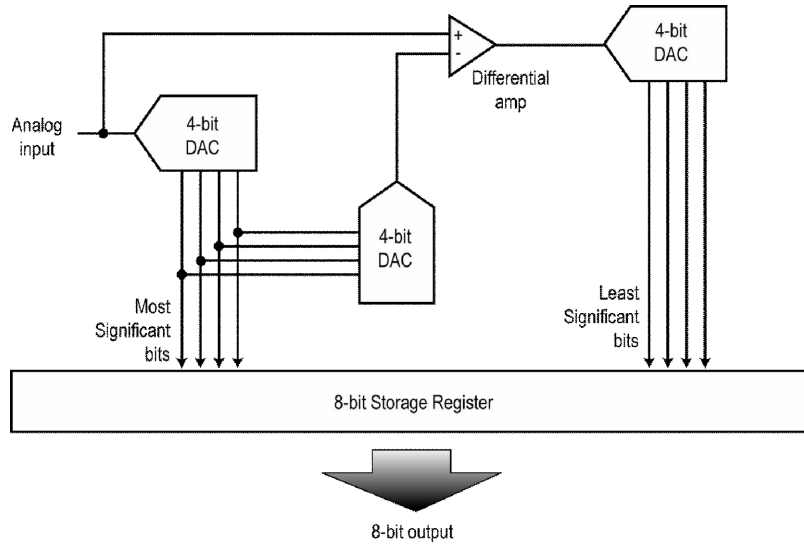 4-bit
DAC
+
-
Differential
amp
Analog
input
4-bit
DAC
4-bit
DAC
Most
Significant
bits
Least
Significant
bits
8-bit Storage Register
8-bit output